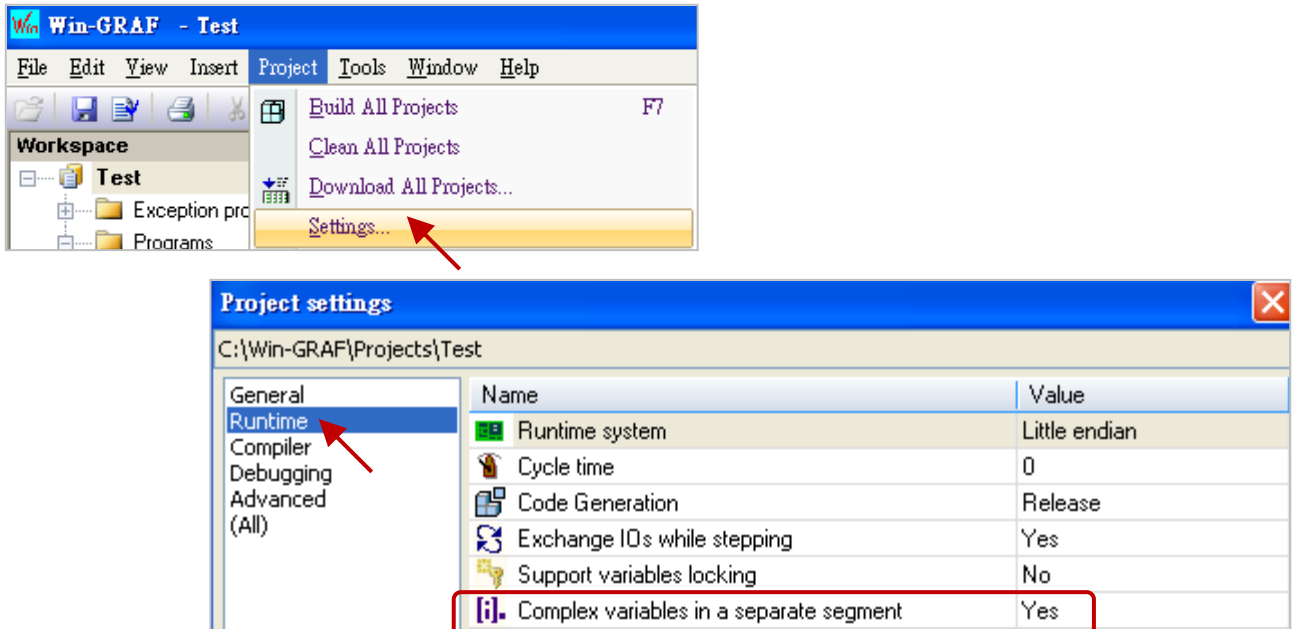 Win Win-GRAF - Test
File Edit View Insert Project Tools Window Help
Build All Projects F7
Workspace
Clean All Projects
Test
Download All Projects...
Exception pro
Settings...
Programs
Project settings
C:\Win-GRAF\Projects\Test
General
Runtime
Compiler
Debugging
Advanced
(All)
Name Value
Runtime system Little endian
Cycle time 0
Code Generation Release
Exchange IOs while stepping Yes
Support variables locking No
[i]. Complex variables in a separate segment Yes